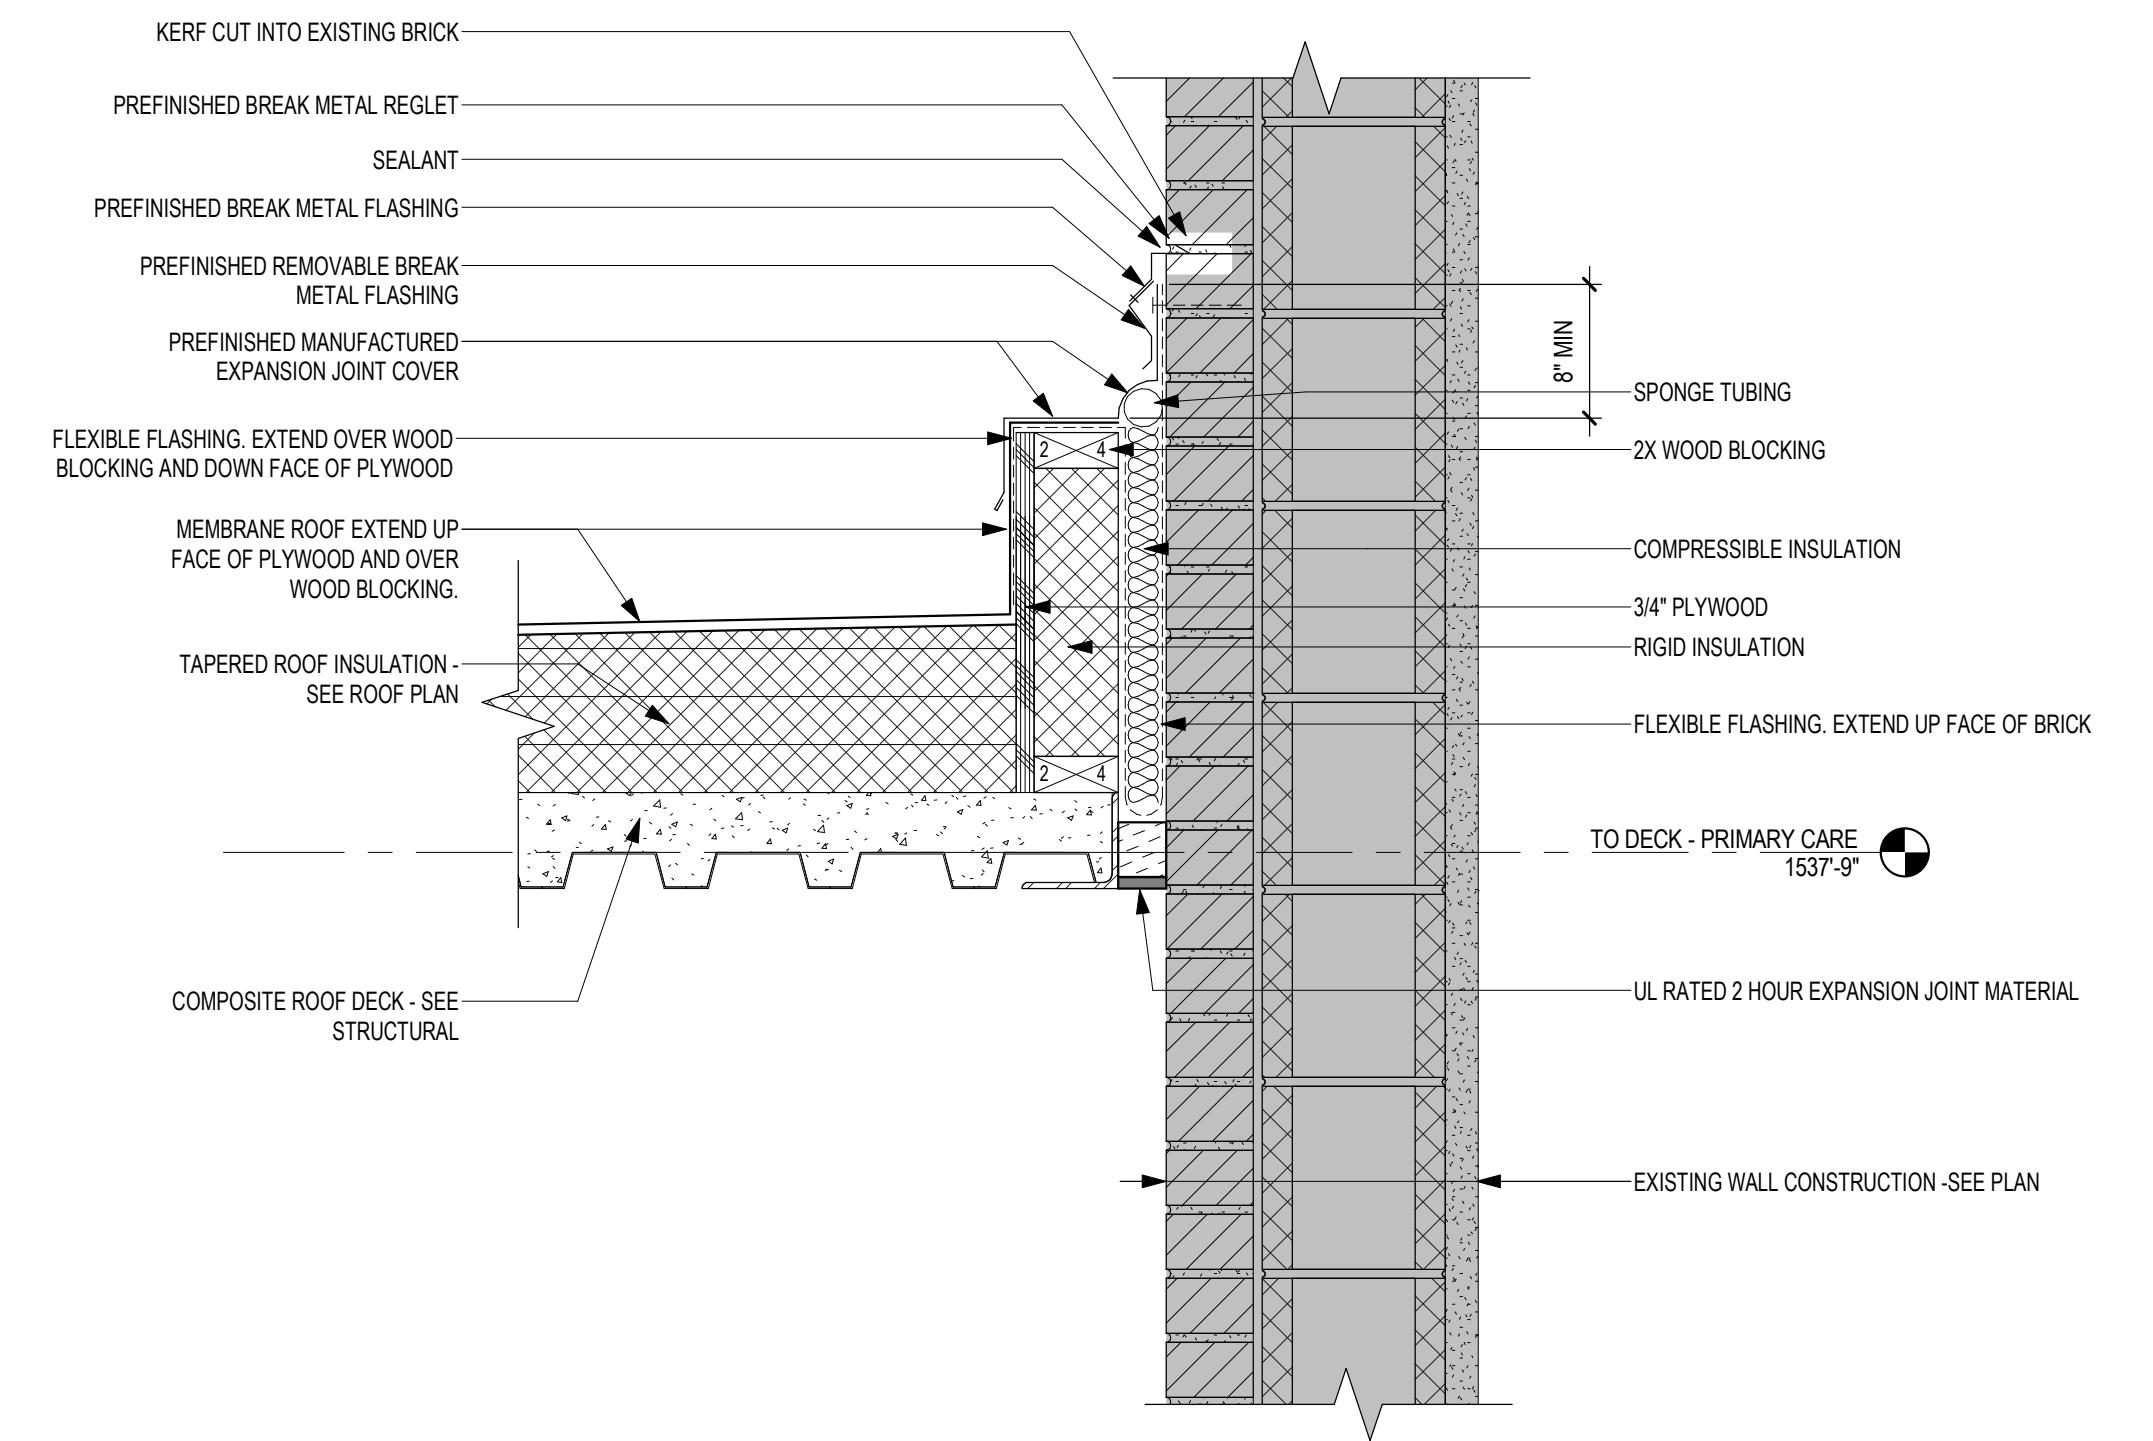 KERF CUT INTO EXISTING BRICK
PREFINISHED BREAK METAL REGLET
SEALANT
PREFINISHED BREAK METAL FLASHING
PREFINISHED REMOVABLE BREAK
METAL FLASHING
PREFINISHED MANUFACTURED
EXPANSION JOINT COVER
FLEXIBLE FLASHING. EXTEND OVER WOOD
BLOCKING AND DOWN FACE OF PLYWOOD
MEMBRANE ROOF EXTEND UP
FACE OF PLYWOOD AND OVER
WOOD BLOCKING.
TAPERED ROOF INSULATION -
SEE ROOF PLAN
COMPOSITE ROOF DECK - SEE
STRUCTURAL
2 4
2 4
8" MIN
SPONGE TUBING
2X WOOD BLOCKING
COMPRESSIBLE INSULATION
3/4" PLYWOOD
RIGID INSULATION
FLEXIBLE FLASHING. EXTEND UP FACE OF BRICK
TO DECK - PRIMARY CARE
1537'-9"
UL RATED 2 HOUR EXPANSION JOINT MATERIAL
EXISTING WALL CONSTRUCTION -SEE PLAN